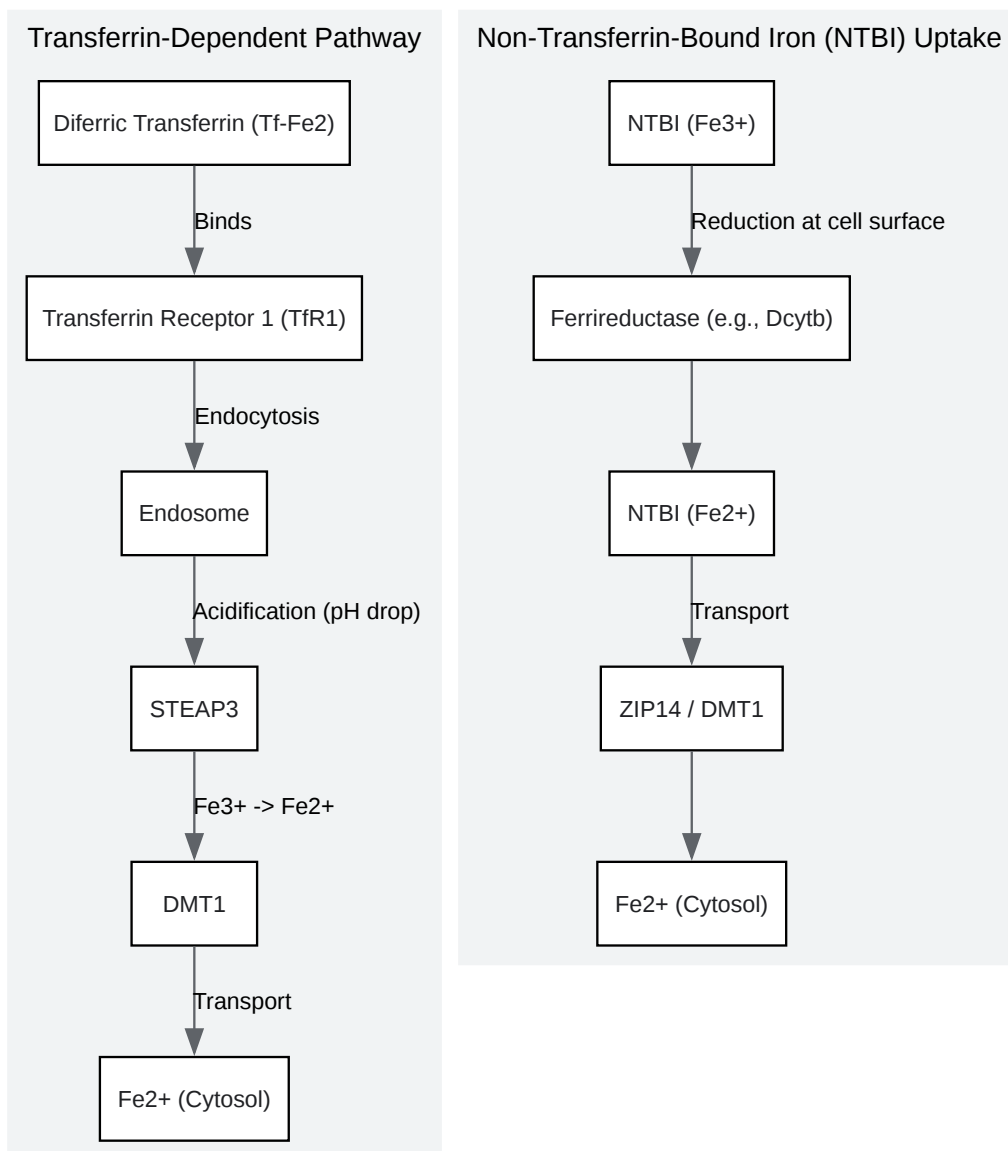 Transferrin-Dependent Pathway
Diferric Transferrin (Tf-Fe2)
Binds
Transferrin Receptor 1 (TfR1)
Endocytosis
Endosome
Acidification (pH drop)
STEAP3
Fe3+ -> Fe2+
DMT1
Transport
Fe2+ (Cytosol)
Non-Transferrin-Bound Iron (NTBI) Uptake
NTBI (Fe3+)
Reduction at cell surface
Ferrireductase (e.g., Dcytb)
NTBI (Fe2+)
Transport
ZIP14 / DMT1
Fe2+ (Cytosol)